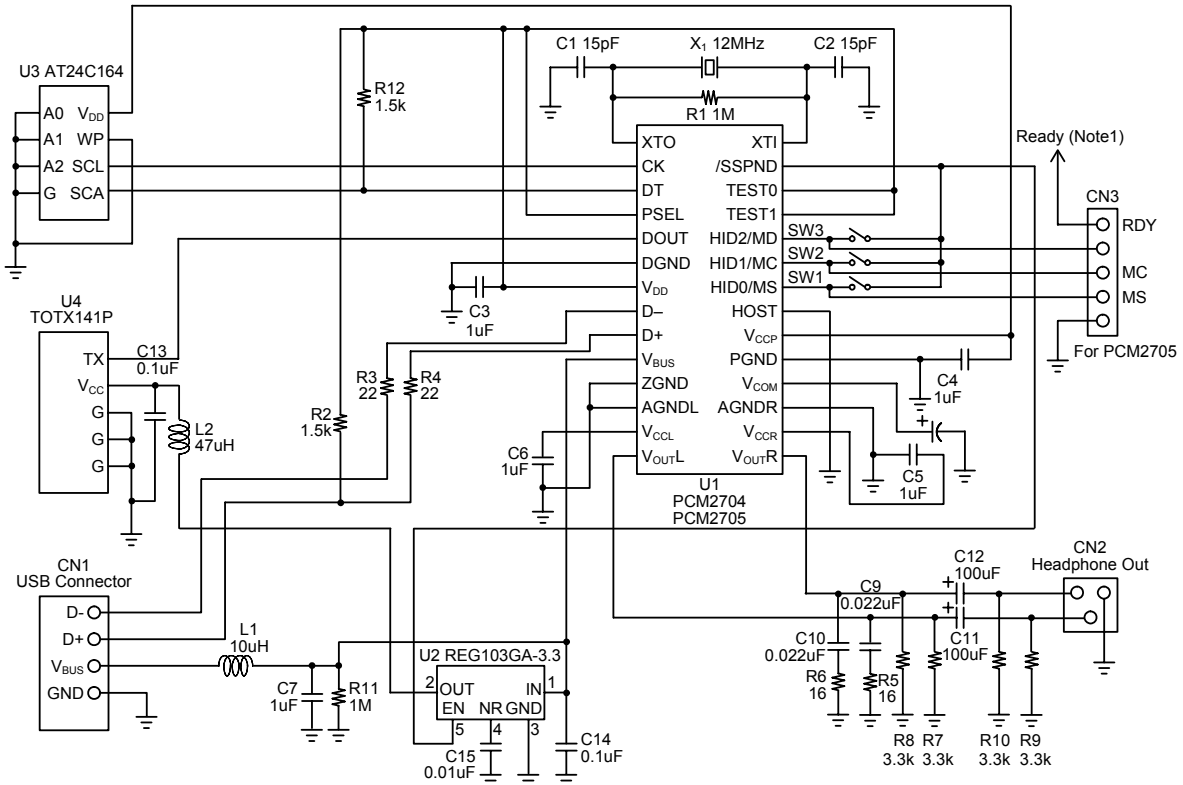 C1 15pF
X1 12MHz
C2 15pF
U3 AT24C164
R12
1.5k
R1 1M
A0 VDD
A1 WP
A2 SCL
G SCA
XTO XTI
CK /SSPND
DT TEST0
PSEL TEST1
DOUT HID2/MD
DGND HID1/MC
VDD HID0/MS
D– HOST
D+ VCCP
VBUS PGND
ZGND VCOM
AGNDL AGNDR
VCCL VCCR
VOUTL VOUTR
U1
PCM2704
PCM2705
SW3
SW2
SW1
Ready (Note1)
CN3
RDY
MC
MS
For PCM2705
C3
1uF
C4
1uF
+
C5
1uF
C6
1uF
U4
TOTX141P
TX
VCC
G
G
G
C13
0.1uF
L2
47uH
R3
22
R4
22
R2
1.5k
CN1
USB Connector
D-
D+
VBUS
GND
L1
10uH
C7
1uF
R11
1M
U2 REG103GA-3.3
2 OUT IN 1
EN NR GND
5 4 3
C15
0.01uF
C14
0.1uF
C12
100uF
+
C9
0.022uF
+
C11
100uF
C10
0.022uF
R6
16
R5
16
CN2
Headphone Out
R8 R7 R10 R9
3.3k 3.3k 3.3k 3.3k